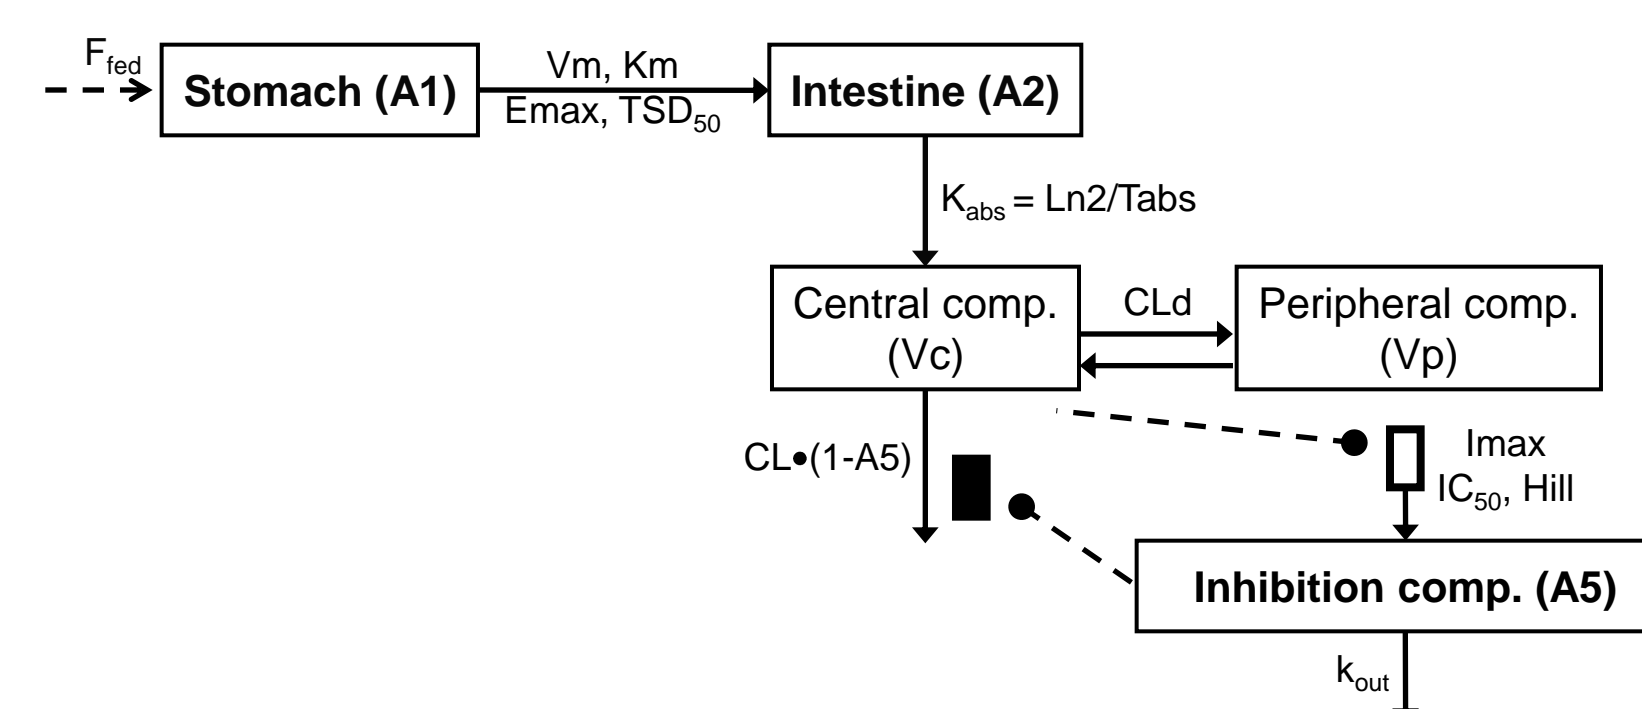 F_fed
Stomach (A1)
Vm, Km
Emax, TSD_50
Intestine (A2)
K_abs = Ln2/Tabs
Central comp.
(Vc)
CLd
Peripheral comp.
(Vp)
CL•(1-A5)
Imax
IC_50, Hill
Inhibition comp. (A5)
k_out